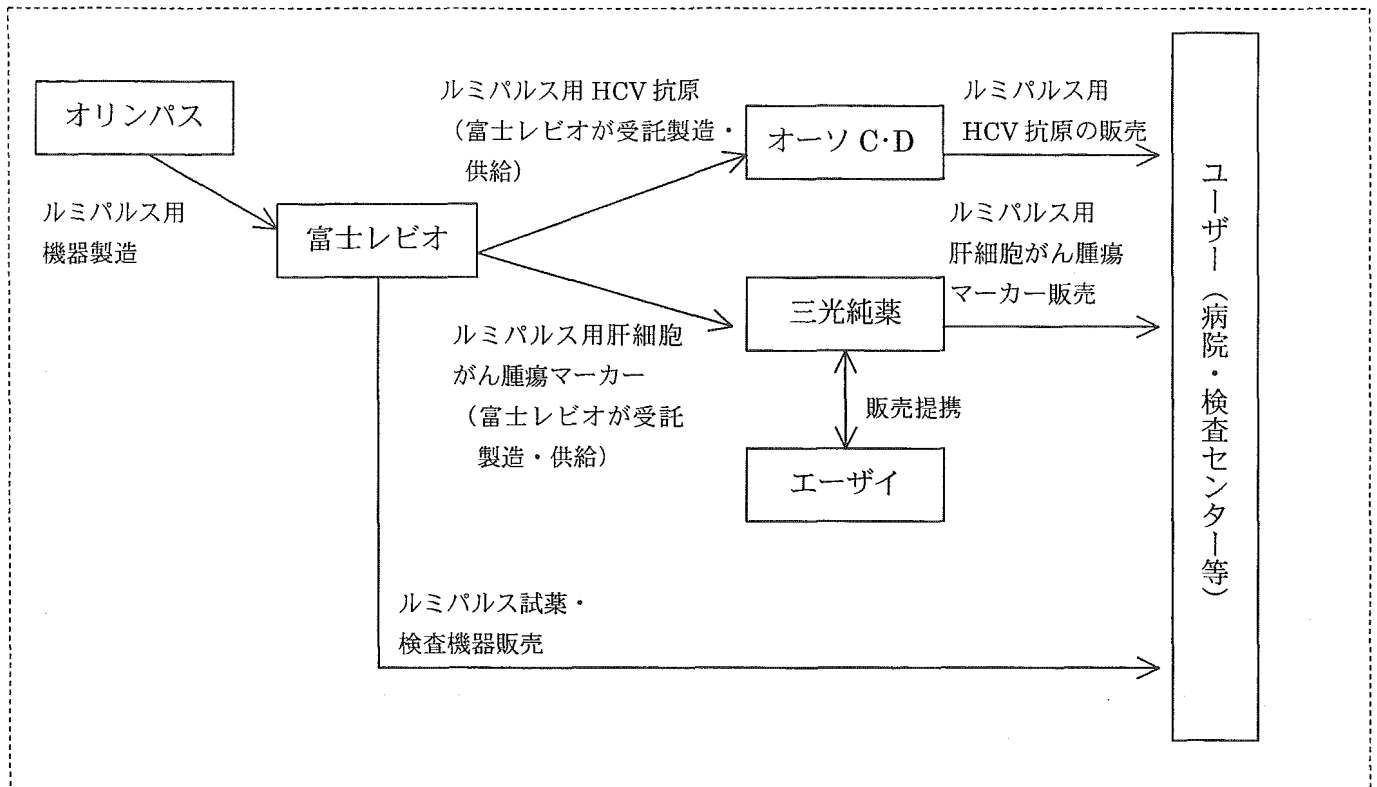 オリンパス
ルミパルス用
機器製造
富士レビオ
ルミパルス用 HCV 抗原
（富士レビオが受託製造・
供給）
オーソ C・D
ルミパルス用
HCV 抗原の販売
ルミパルス用肝細胞
がん腫瘍マーカー
（富士レビオが受託
製造・供給）
三光純薬
ルミパルス用
肝細胞がん腫瘍
マーカー販売
販売提携
エーザイ
ルミパルス試薬・
検査機器販売
ユーザー（病院・検査センター等）